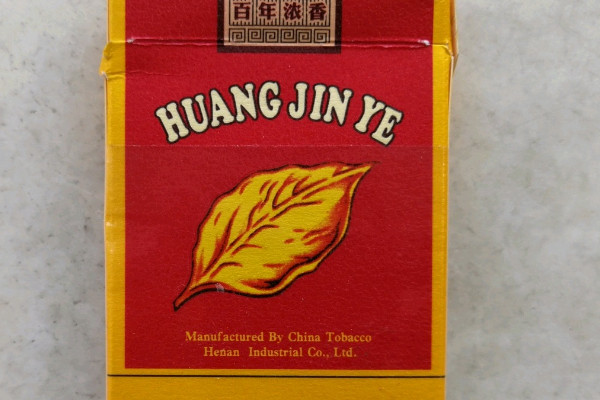 百年浓香
HUANG JIN YE
Manufactured By China Tobacco
Henan Industrial Co., Ltd.